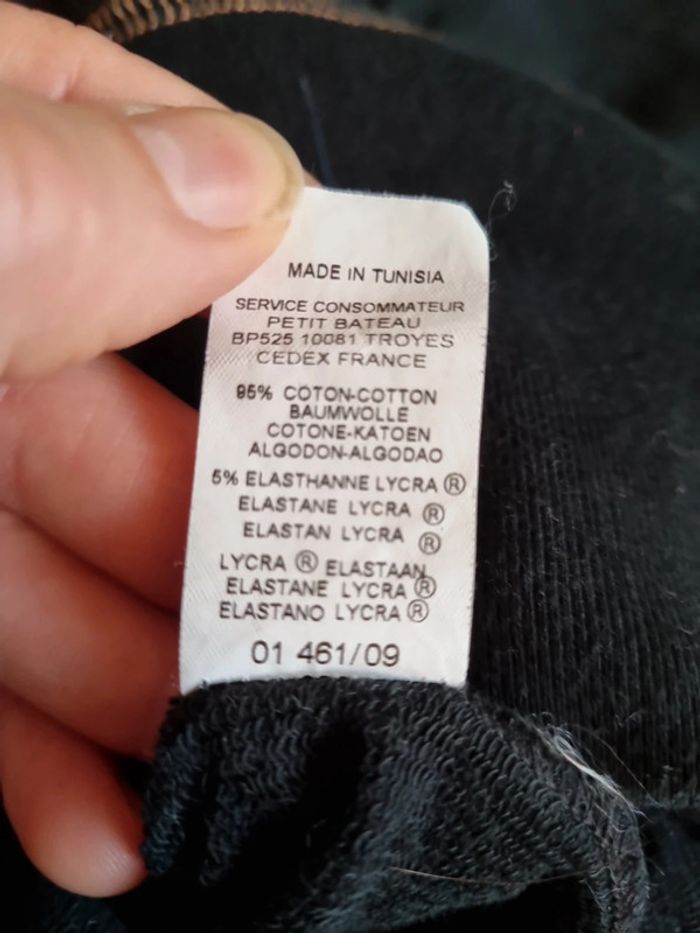 MADE IN TUNISIA
SERVICE CONSOMMATEUR
PETIT BATEAU
BP525 10081 TROYES
CEDEX FRANCE
95% COTON-COTTON
BAUMWOLLE
COTONE-KATOEN
ALGODON-ALGODAO
5% ELASTHANNE LYCRA ®
ELASTANE LYCRA ®
ELASTAN LYCRA ®
LYCRA ® ELASTAAN
ELASTANE LYCRA ®
ELASTANO LYCRA ®
01 461/09